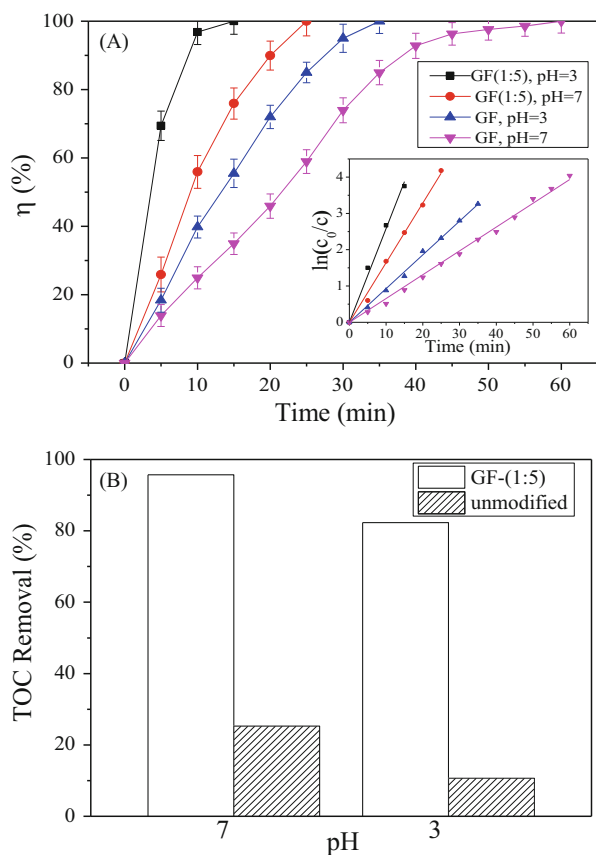 (A)
η (%)
100
80
60
40
20
0
GF(1:5), pH=3
GF(1:5), pH=7
GF, pH=3
GF, pH=7
ln(c₀/c)
4
3
2
1
0
0 10 20 30 40 50 60
Time (min)
0 10 20 30 40 50 60
Time (min)
(B)
TOC Removal (%)
100
80
60
40
20
0
GF-(1:5)
unmodified
7 3
pH